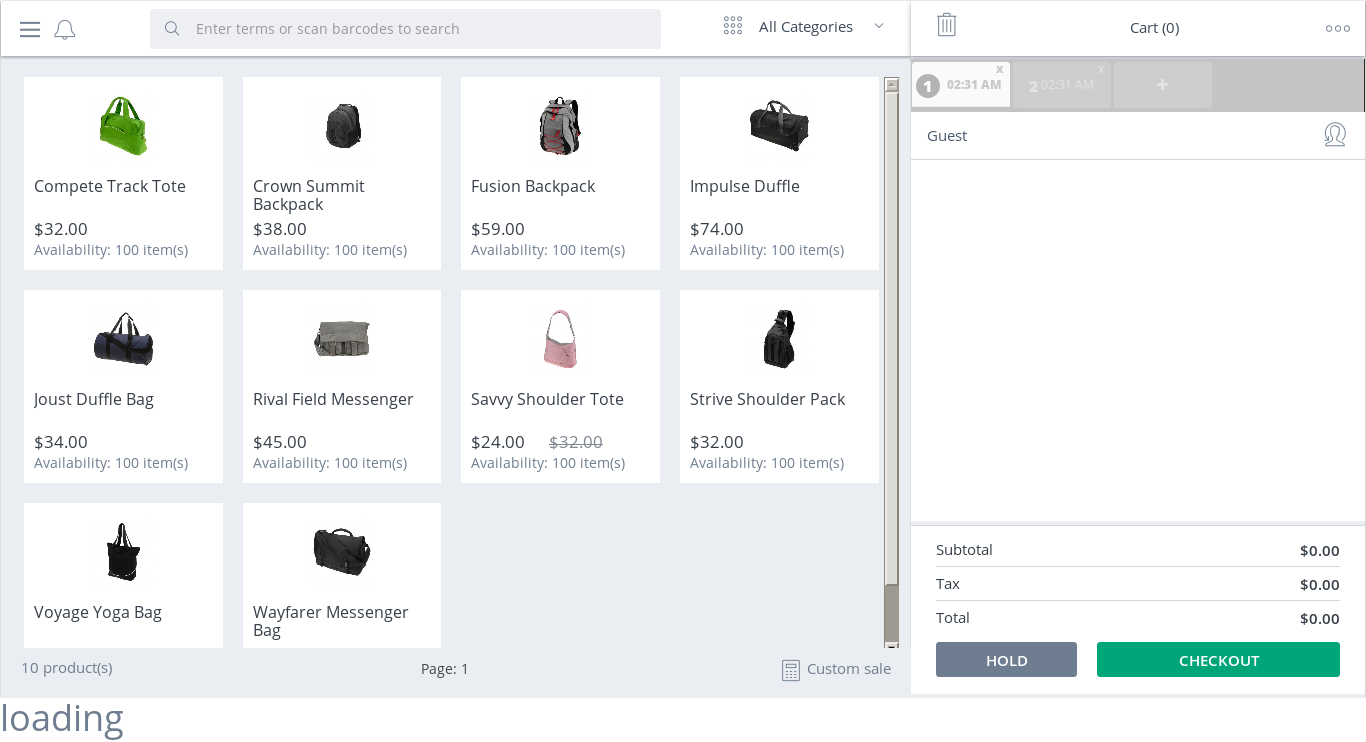 Enter terms or scan barcodes to search
All Categories
Cart (0)
1 02:31 AM x
2 02:31 AM x
+
Guest
Compete Track Tote
$32.00
Availability: 100 item(s)
Crown Summit
Backpack
$38.00
Availability: 100 item(s)
Fusion Backpack
$59.00
Availability: 100 item(s)
Impulse Duffle
$74.00
Availability: 100 item(s)
Joust Duffle Bag
$34.00
Availability: 100 item(s)
Rival Field Messenger
$45.00
Availability: 100 item(s)
Savvy Shoulder Tote
$24.00 $32.00
Availability: 100 item(s)
Strive Shoulder Pack
$32.00
Availability: 100 item(s)
Voyage Yoga Bag
Wayfarer Messenger
Bag
10 product(s)
Page: 1
Custom sale
Subtotal $0.00
Tax $0.00
Total $0.00
HOLD
CHECKOUT
loading